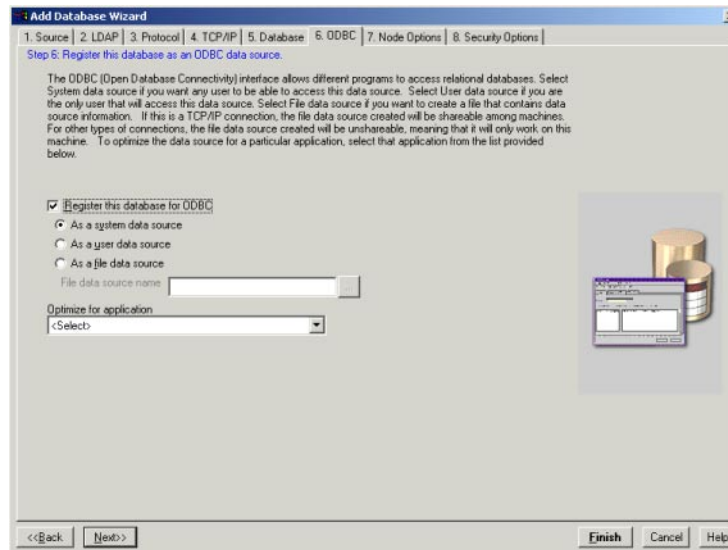 Add Database Wizard
1. Source 2. LDAP 3. Protocol 4. TCP/IP 5. Database 6. ODBC 7. Node Options 8. Security Options
Step 6: Register this database as an ODBC data source.
The ODBC (Open Database Connectivity) interface allows different programs to access relational databases. Select
System data source if you want any user to be able to access this data source. Select User data source if you are
the only user that will access this data source. Select File data source if you want to create a file that contains data
source information. If this is a TCP/IP connection, the file data source created will be shareable among machines.
For other types of connections, the file data source created will be unshareable, meaning that it will only work on this
machine. To optimize the data source for a particular application, select that application from the list provided
below.
Register this database for ODBC
As a system data source
As a user data source
As a file data source
File data source name ...
Optimize for application
<Select>
<<Back Next>> Finish Cancel Help